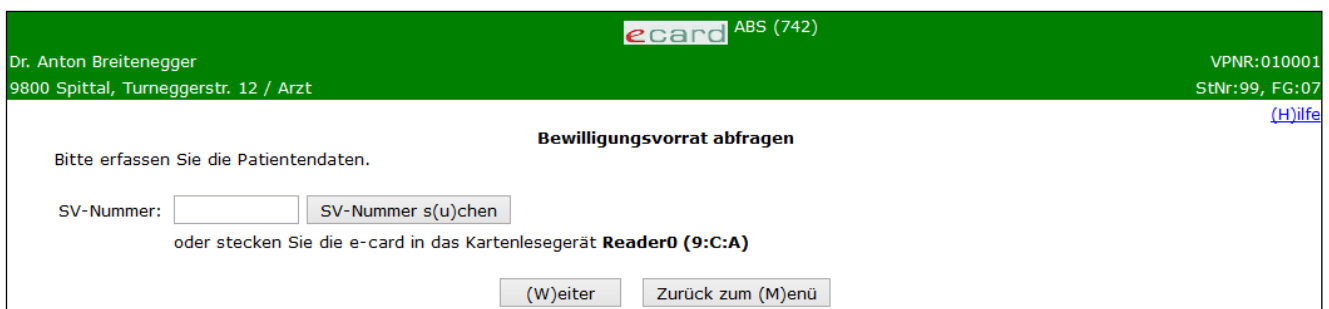 ecard ABS (742)
Dr. Anton Breitenegger VPNR:010001
9800 Spittal, Turneggerstr. 12 / Arzt StNr:99, FG:07
(H)ilfe
Bewilligungsvorrat abfragen
Bitte erfassen Sie die Patientendaten.
SV-Nummer: SV-Nummer s(u)chen
oder stecken Sie die e-card in das Kartenlesegerät Reader0 (9:C:A)
(W)eiter Zurück zum (M)enü